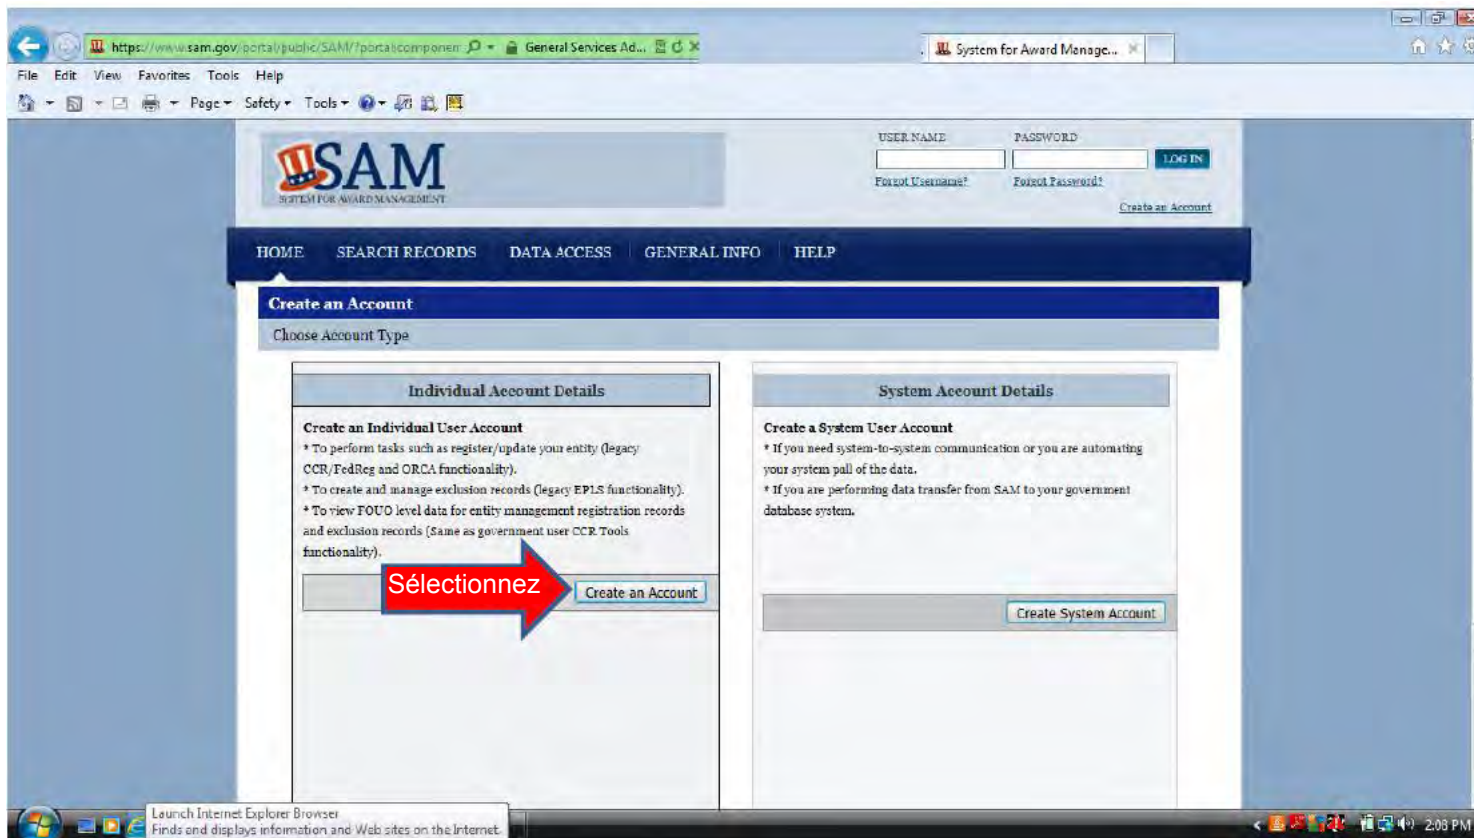 https://www.sam.gov/portal/public/SAM/?portal:componen
General Services Ad...
System for Award Manage...
File Edit View Favorites Tools Help
Page Safety Tools
SAM
SYSTEM FOR AWARD MANAGEMENT
USER NAME PASSWORD
LOG IN
Forgot Username? Forgot Password?
Create an Account
HOME SEARCH RECORDS DATA ACCESS GENERAL INFO HELP
Create an Account
Choose Account Type
Individual Account Details
Create an Individual User Account
* To perform tasks such as register/update your entity (legacy
CCR/FedReg and ORCA functionality).
* To create and manage exclusion records (legacy EPLS functionality).
* To view FOUO level data for entity management registration records
and exclusion records (Same as government user CCR Tools
functionality).
Sélectionnez
Create an Account
System Account Details
Create a System User Account
* If you need system-to-system communication or you are automating
your system pull of the data.
* If you are performing data transfer from SAM to your government
database system.
Create System Account
Launch Internet Explorer Browser
Finds and displays information and Web sites on the Internet.
2:08 PM